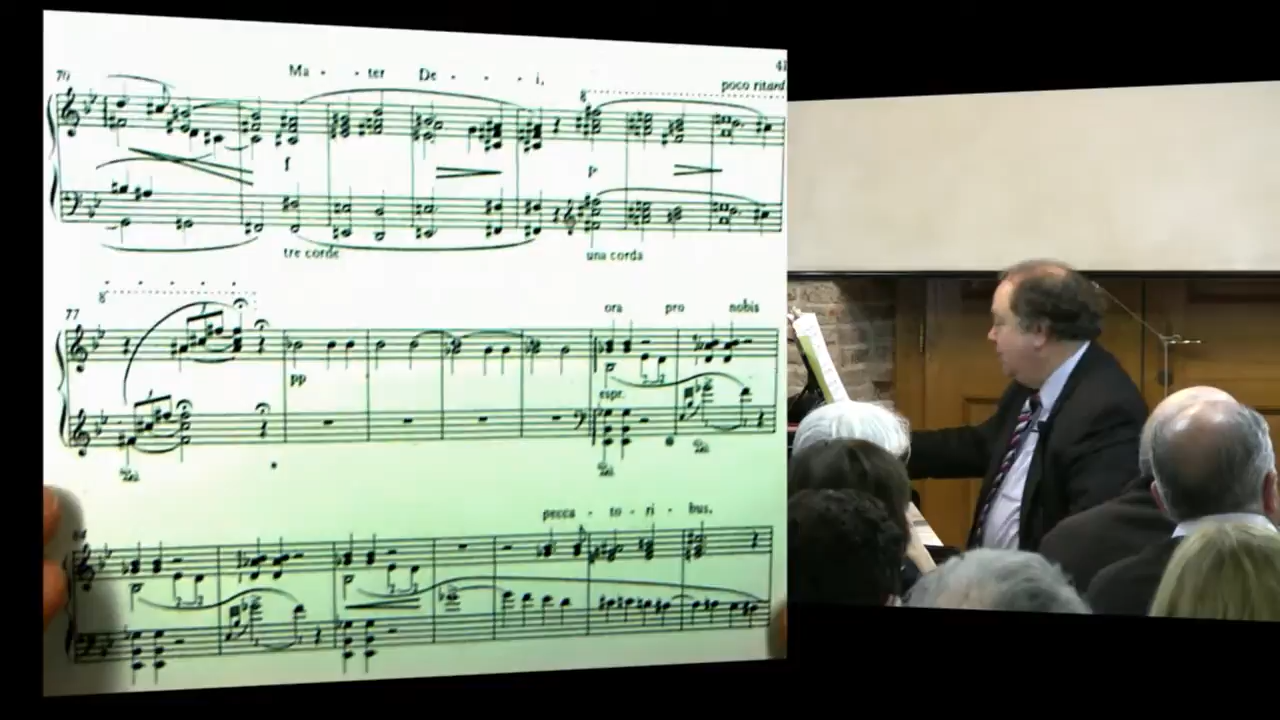 41
Ma - - ter De - - - i,
poco ritard.
70
8
f
p
tre corde
una corda
8
77
ora pro nobis
pp
espr.
pecca - to - ri - bus,